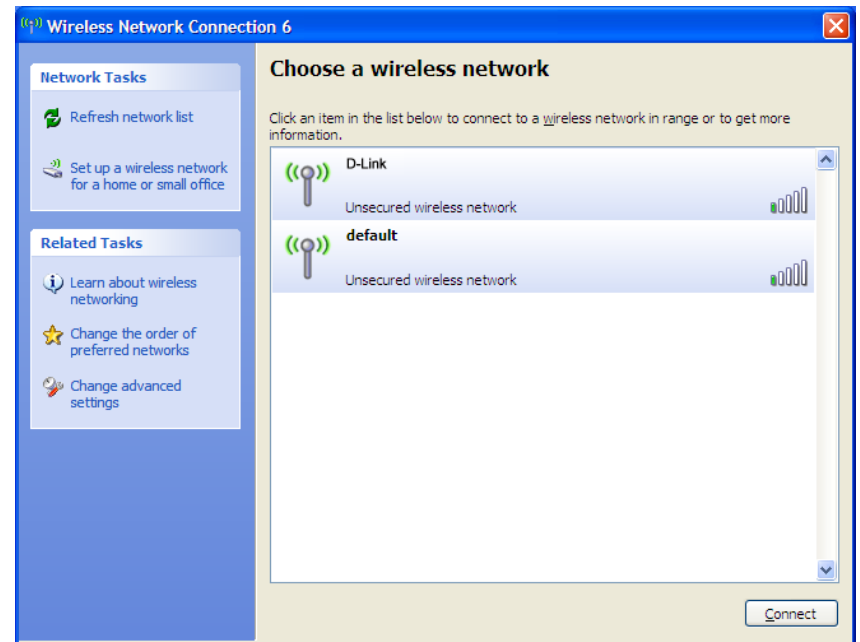 Wireless Network Connection 6
Network Tasks
Refresh network list
Set up a wireless network
for a home or small office
Related Tasks
Learn about wireless
networking
Change the order of
preferred networks
Change advanced
settings
Choose a wireless network
Click an item in the list below to connect to a wireless network in range or to get more
information.
D-Link
Unsecured wireless network
default
Unsecured wireless network
Connect